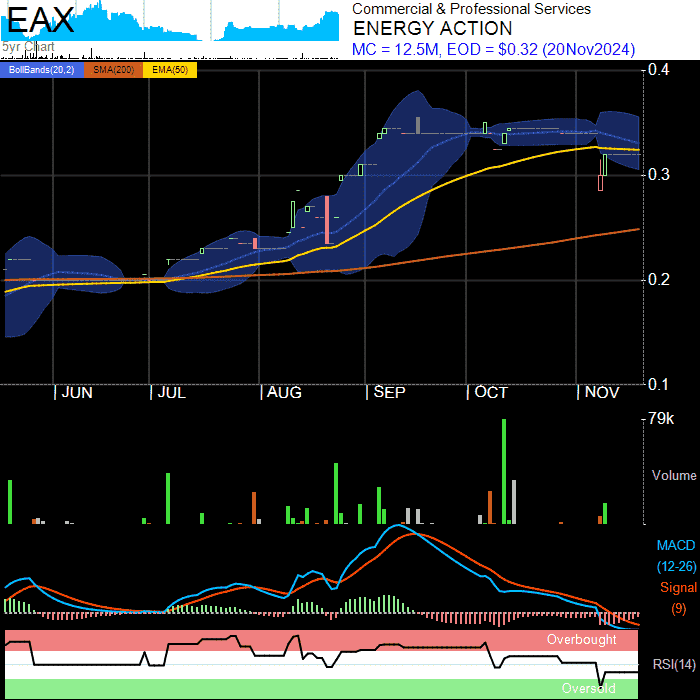 EAX
5yr Chart
Commercial & Professional Services
ENERGY ACTION
MC = 12.5M, EOD = $0.32 (20Nov2024)
BollBands(20,2) SMA(200) EMA(50)
0.4
0.3
0.2
0.1
JUN JUL AUG SEP OCT NOV
79k
Volume
MACD
(12-26)
Signal
(9)
Overbought
RSI(14)
Oversold